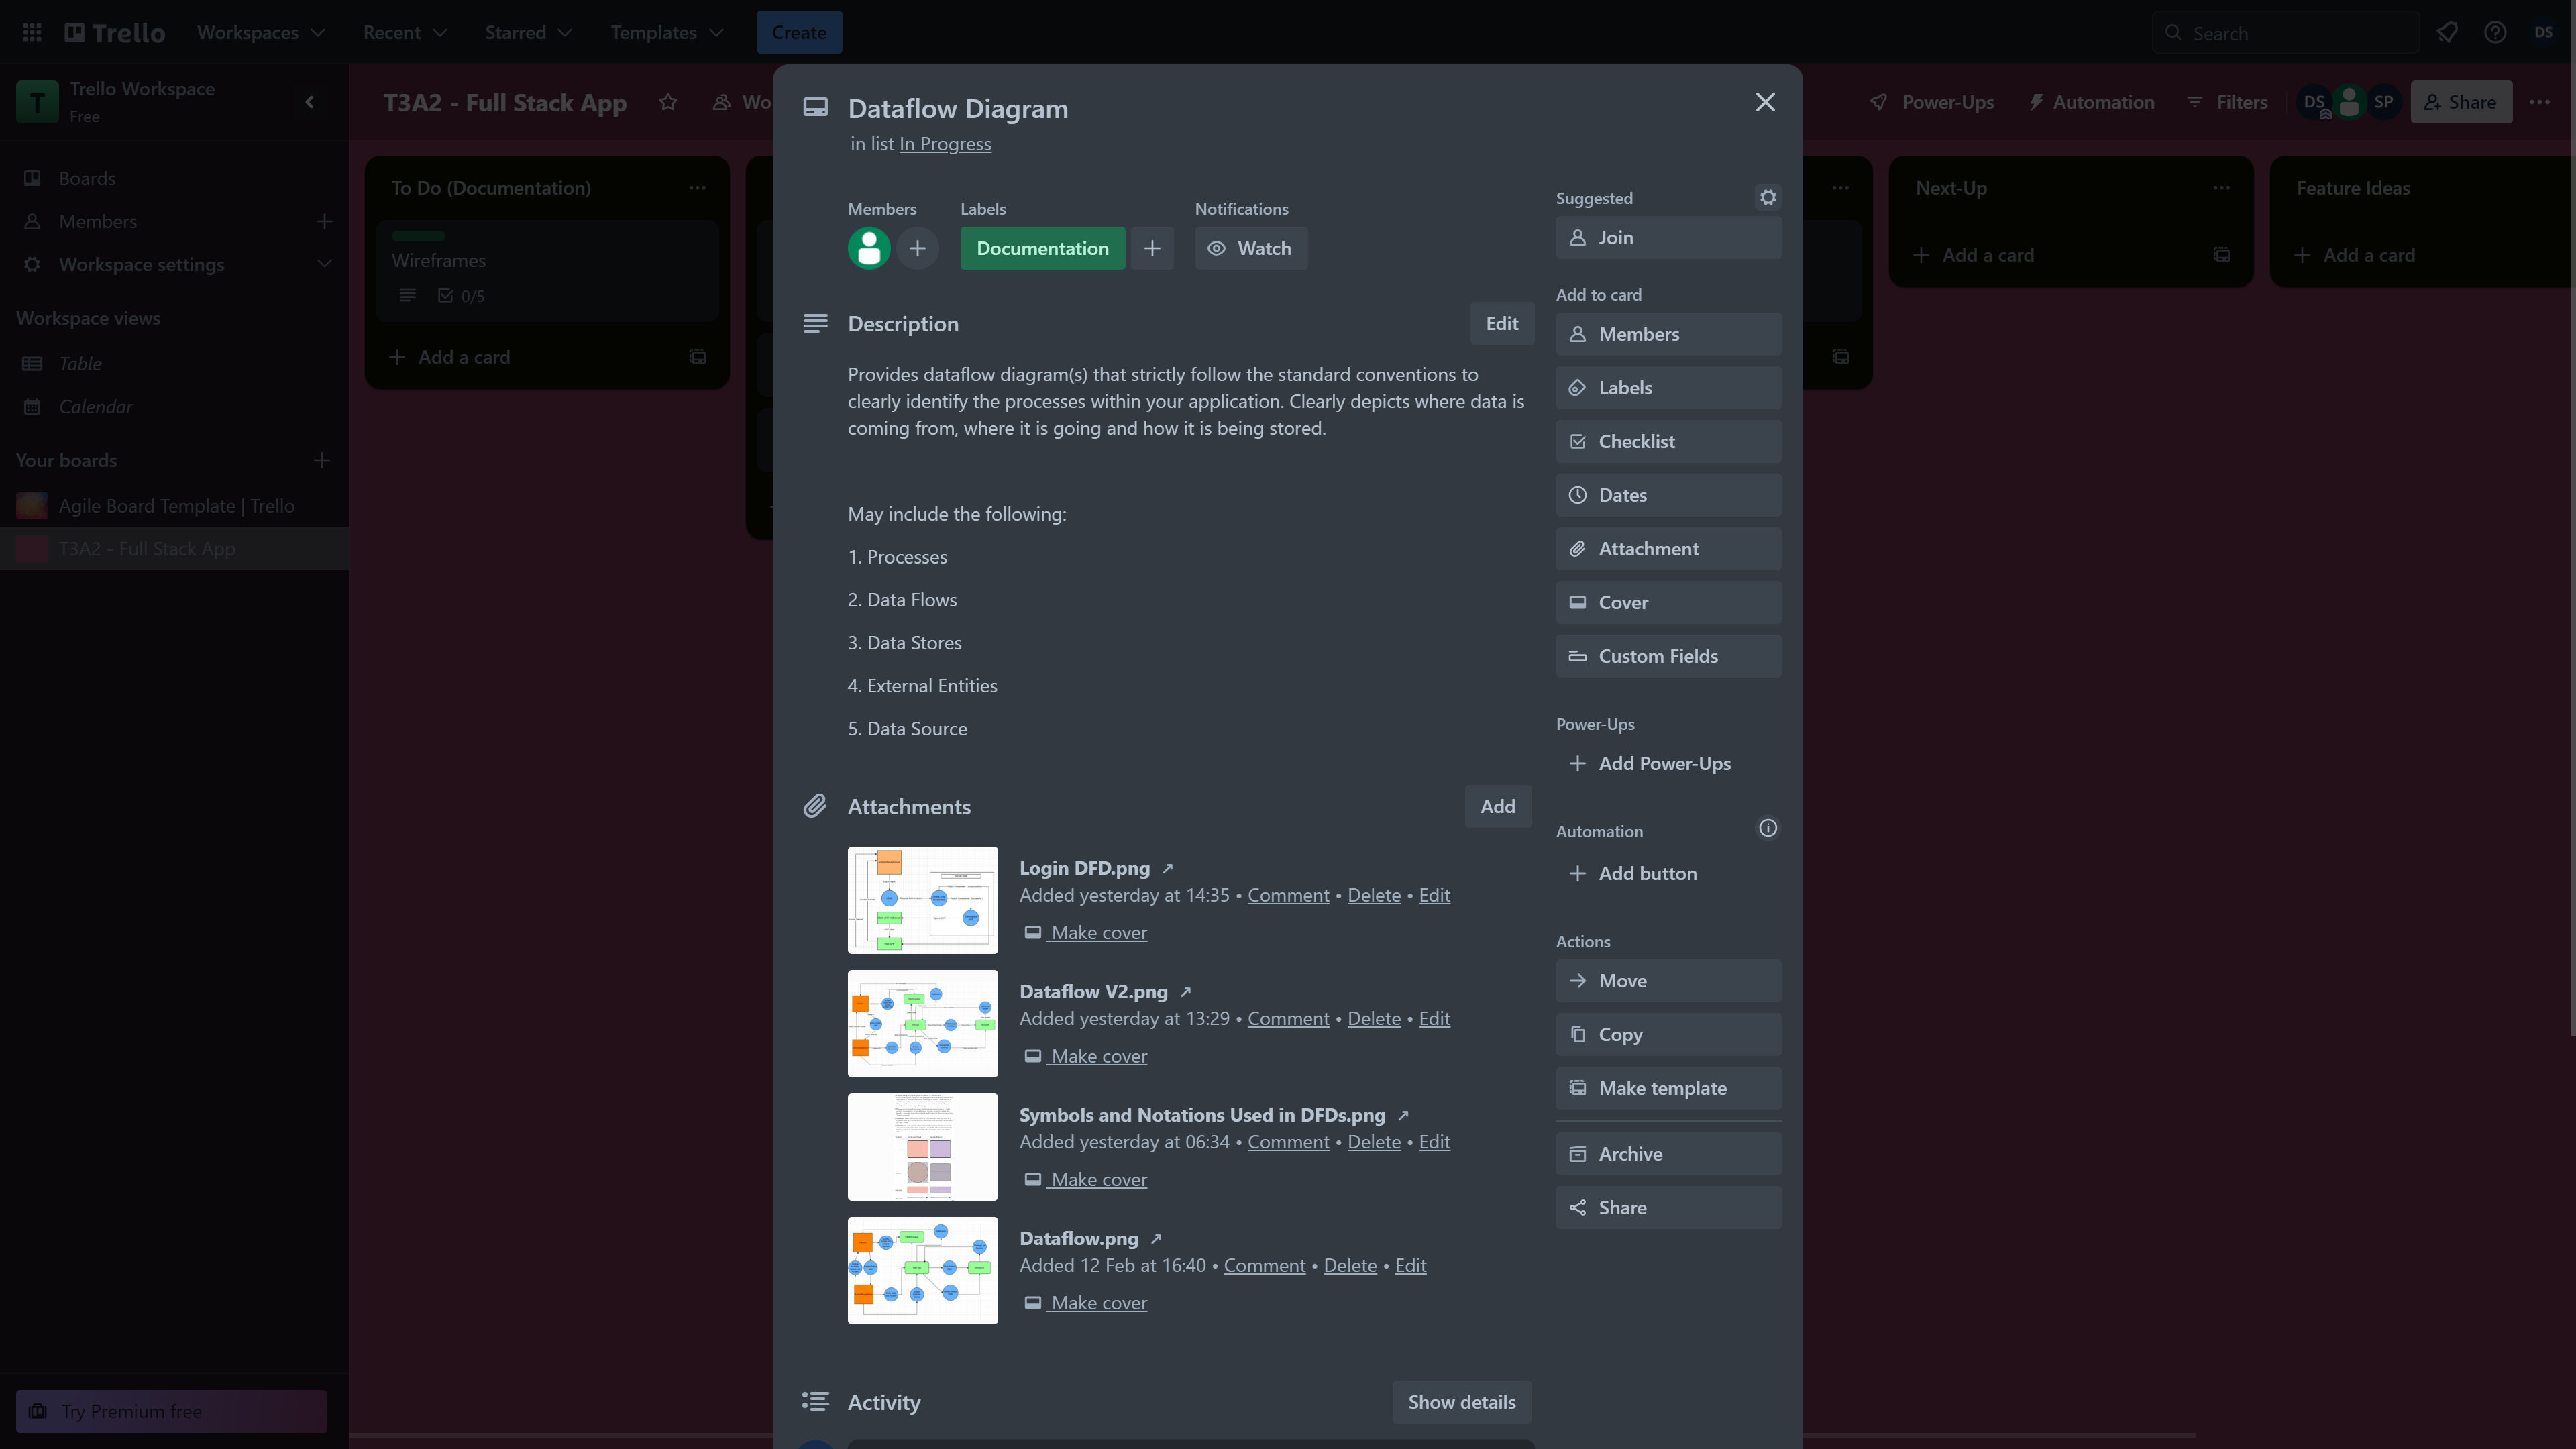 Trello
Workspaces
Recent
Starred
Templates
Create
Search
DS
T
Trello Workspace
Free
Boards
Members
Workspace settings
Workspace views
Table
Calendar
Your boards
Agile Board Template | Trello
T3A2 - Full Stack App
Try Premium free
T3A2 - Full Stack App
Wo
Power-Ups
Automation
Filters
DS
SP
Share
To Do (Documentation)
Wireframes
0/5
Add a card
Next-Up
Add a card
Feature Ideas
Add a card
Dataflow Diagram
in list In Progress
Members
Labels
Notifications
Documentation
Watch
Description
Edit
Provides dataflow diagram(s) that strictly follow the standard conventions to
clearly identify the processes within your application. Clearly depicts where data is
coming from, where it is going and how it is being stored.
May include the following:
1. Processes
2. Data Flows
3. Data Stores
4. External Entities
5. Data Source
Attachments
Add
Login DFD.png
Added yesterday at 14:35 • Comment • Delete • Edit
Make cover
Dataflow V2.png
Added yesterday at 13:29 • Comment • Delete • Edit
Make cover
Symbols and Notations Used in DFDs.png
Added yesterday at 06:34 • Comment • Delete • Edit
Make cover
Dataflow.png
Added 12 Feb at 16:40 • Comment • Delete • Edit
Make cover
Activity
Show details
Suggested
Join
Add to card
Members
Labels
Checklist
Dates
Attachment
Cover
Custom Fields
Power-Ups
Add Power-Ups
Automation
Add button
Actions
Move
Copy
Make template
Archive
Share